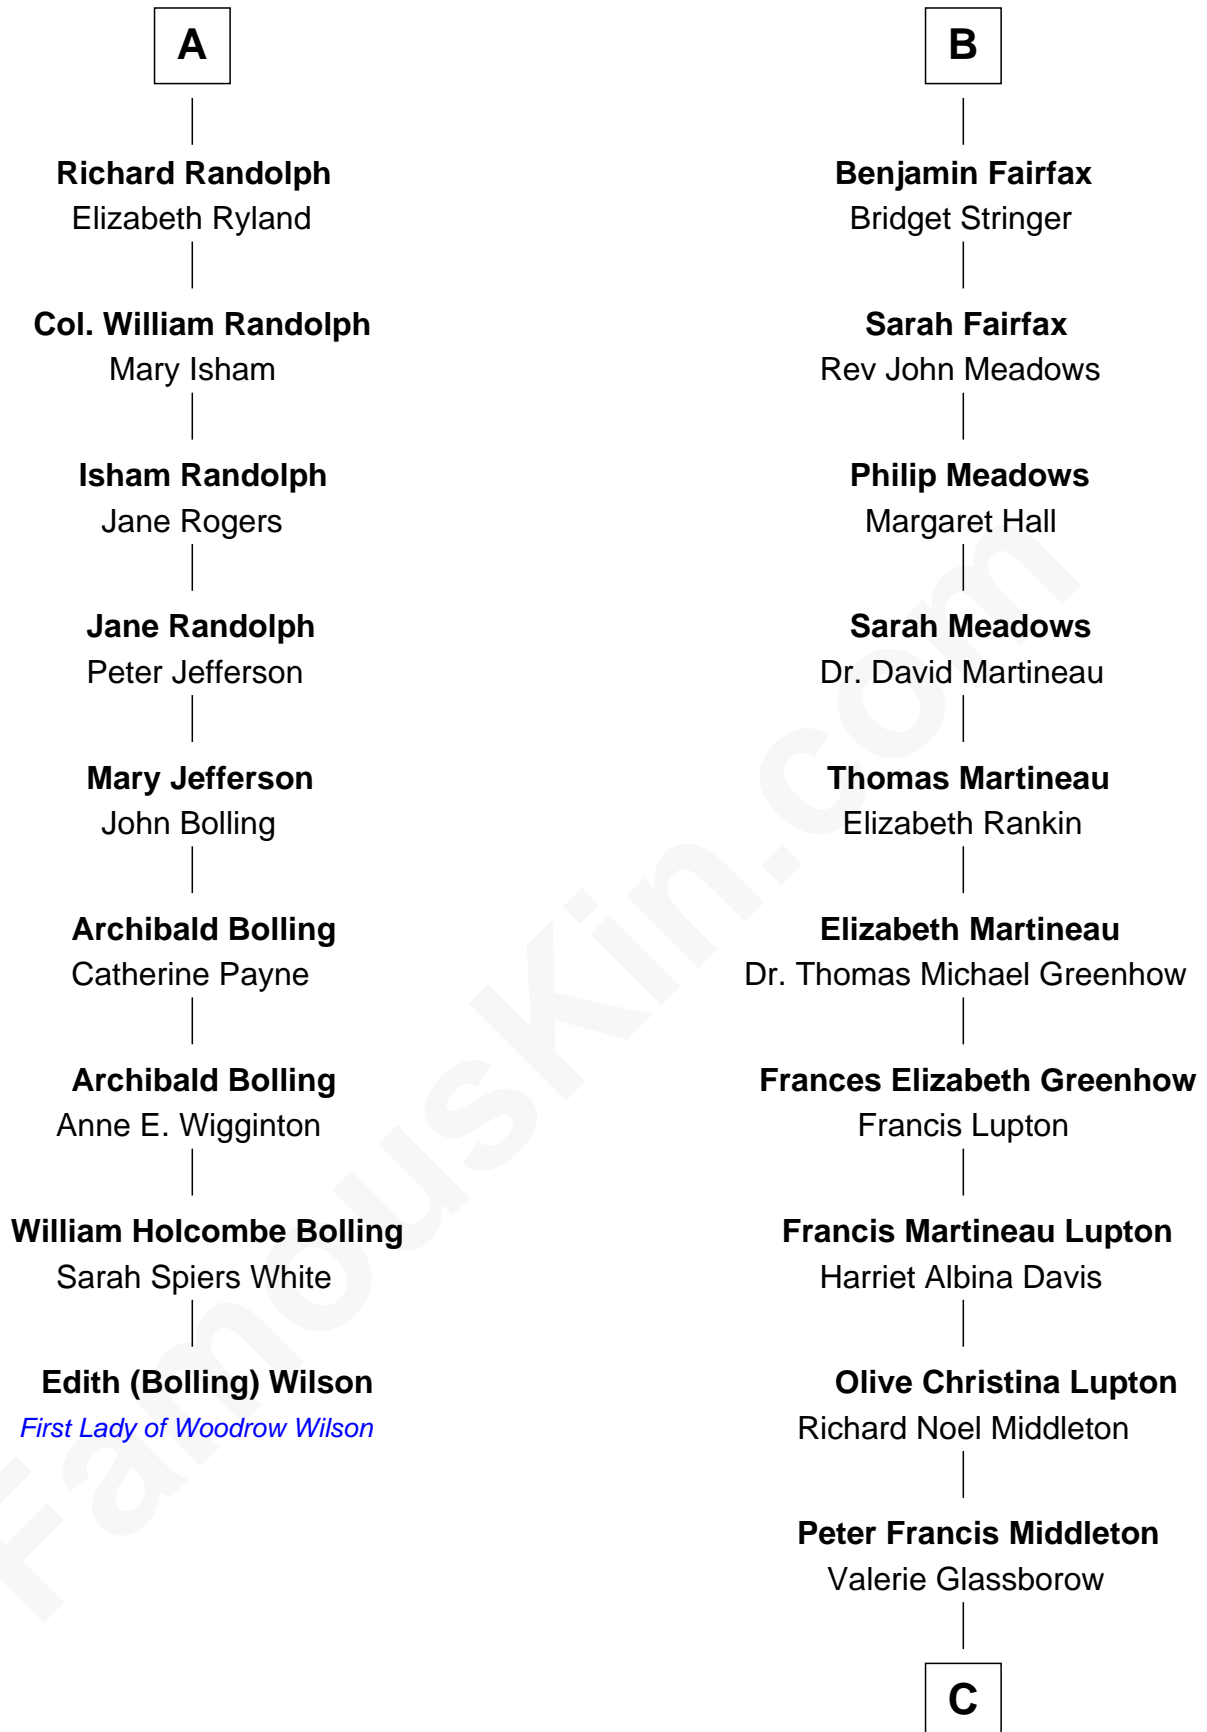 A
Richard Randolph
Elizabeth Ryland
Col. William Randolph
Mary Isham
Isham Randolph
Jane Rogers
Jane Randolph
Peter Jefferson
Mary Jefferson
John Bolling
Archibald Bolling
Catherine Payne
Archibald Bolling
Anne E. Wigginton
William Holcombe Bolling
Sarah Spiers White
Edith (Bolling) Wilson
First Lady of Woodrow Wilson
B
Benjamin Fairfax
Bridget Stringer
Sarah Fairfax
Rev John Meadows
Philip Meadows
Margaret Hall
Sarah Meadows
Dr. David Martineau
Thomas Martineau
Elizabeth Rankin
Elizabeth Martineau
Dr. Thomas Michael Greenhow
Frances Elizabeth Greenhow
Francis Lupton
Francis Martineau Lupton
Harriet Albina Davis
Olive Christina Lupton
Richard Noel Middleton
Peter Francis Middleton
Valerie Glassborow
C
FamousKin.com